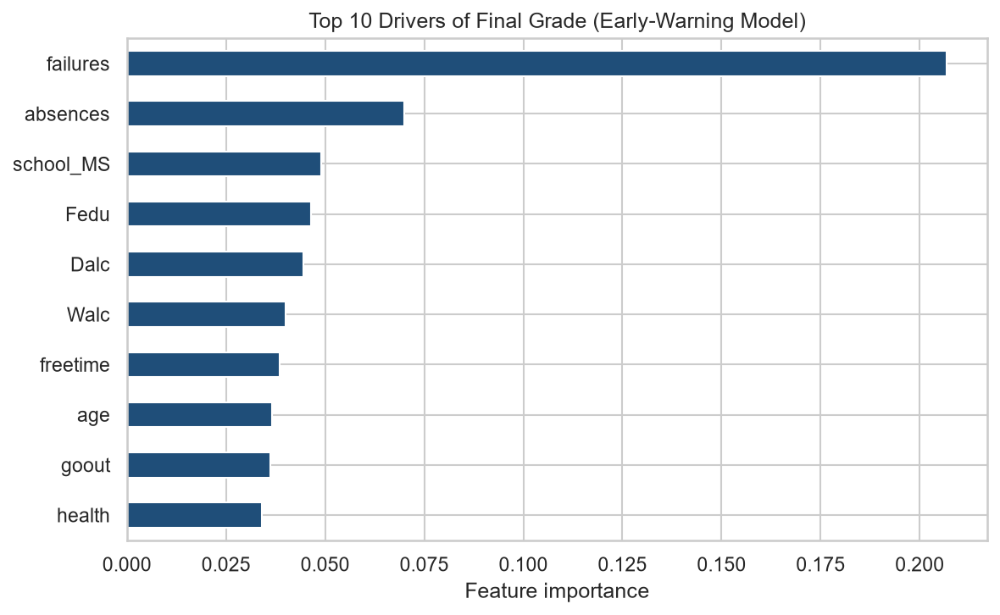 Top 10 Drivers of Final Grade (Early-Warning Model)
failures
absences
school_MS
Fedu
Dalc
Walc
freetime
age
goout
health
0.000 0.025 0.050 0.075 0.100 0.125 0.150 0.175 0.200
Feature importance